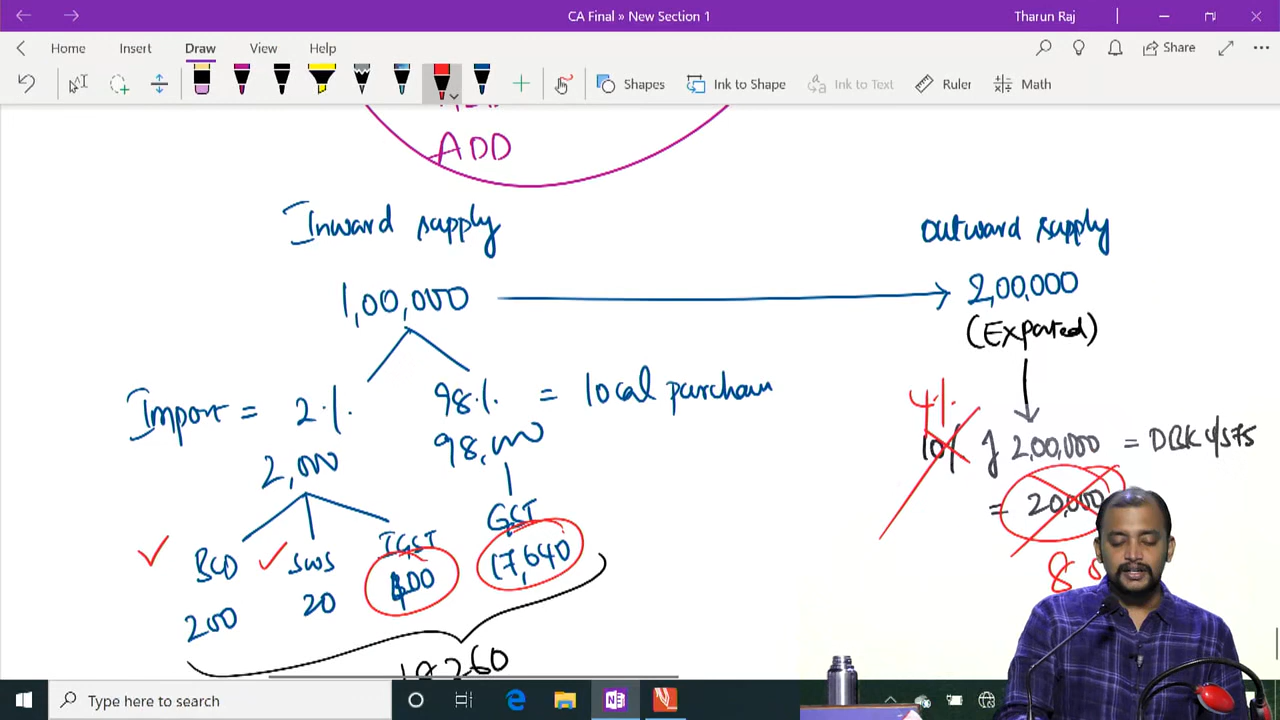 CA Final » New Section 1
Tharun Raj
Home Insert Draw View Help
Share
Shapes Ink to Shape Ink to Text Ruler Math
ADD
Inward supply
outward supply
1,00,000
2,00,000
(Exported)
Import = 2%
98% = local purchase
2,000
98,000
4%
10% of 2,00,000 = DBK u/s 75
= 20,000
BCD SWS IGST
GST
200 20 400
17,640
8
18260
Type here to search